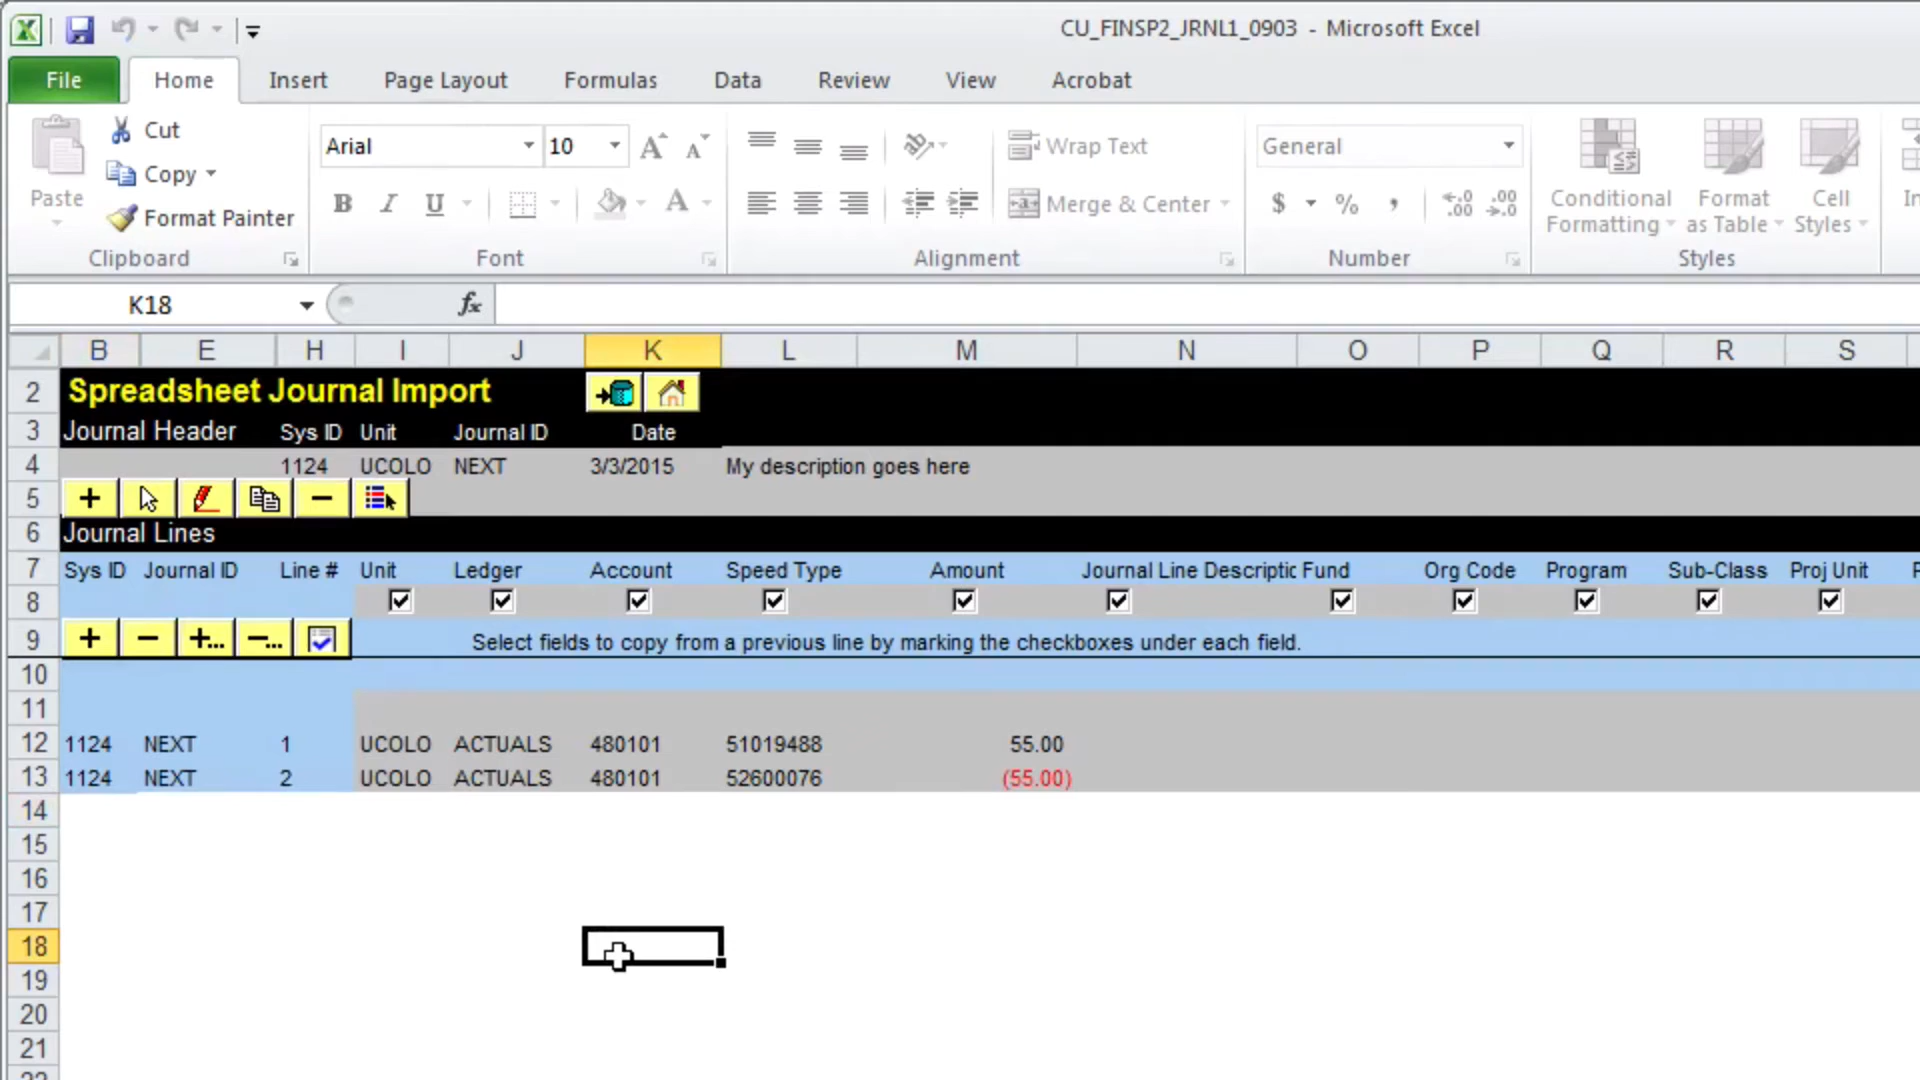 CU_FINSP2_JRNL1_0903 - Microsoft Excel
File Home Insert Page Layout Formulas Data Review View Acrobat
Cut
Arial 10 Wrap Text General
Copy
Paste Conditional Format Cell
B I U Merge & Center $ % , .0 .00 .00 .0
Format Painter Formatting as Table Styles
Clipboard Font Alignment Number Styles
K18 fx
B E H I J K L M N O P Q R S
2 Spreadsheet Journal Import
3 Journal Header Sys ID Unit Journal ID Date
4 1124 UCOLO NEXT 3/3/2015 My description goes here
5 + −
6 Journal Lines
7 Sys ID Journal ID Line # Unit Ledger Account Speed Type Amount Journal Line Descriptic Fund Org Code Program Sub-Class Proj Unit
8
9 + − +... −... Select fields to copy from a previous line by marking the checkboxes under each field.
10
11
12 1124 NEXT 1 UCOLO ACTUALS 480101 51019488 55.00
13 1124 NEXT 2 UCOLO ACTUALS 480101 52600076 (55.00)
14
15
16
17
18
19
20
21